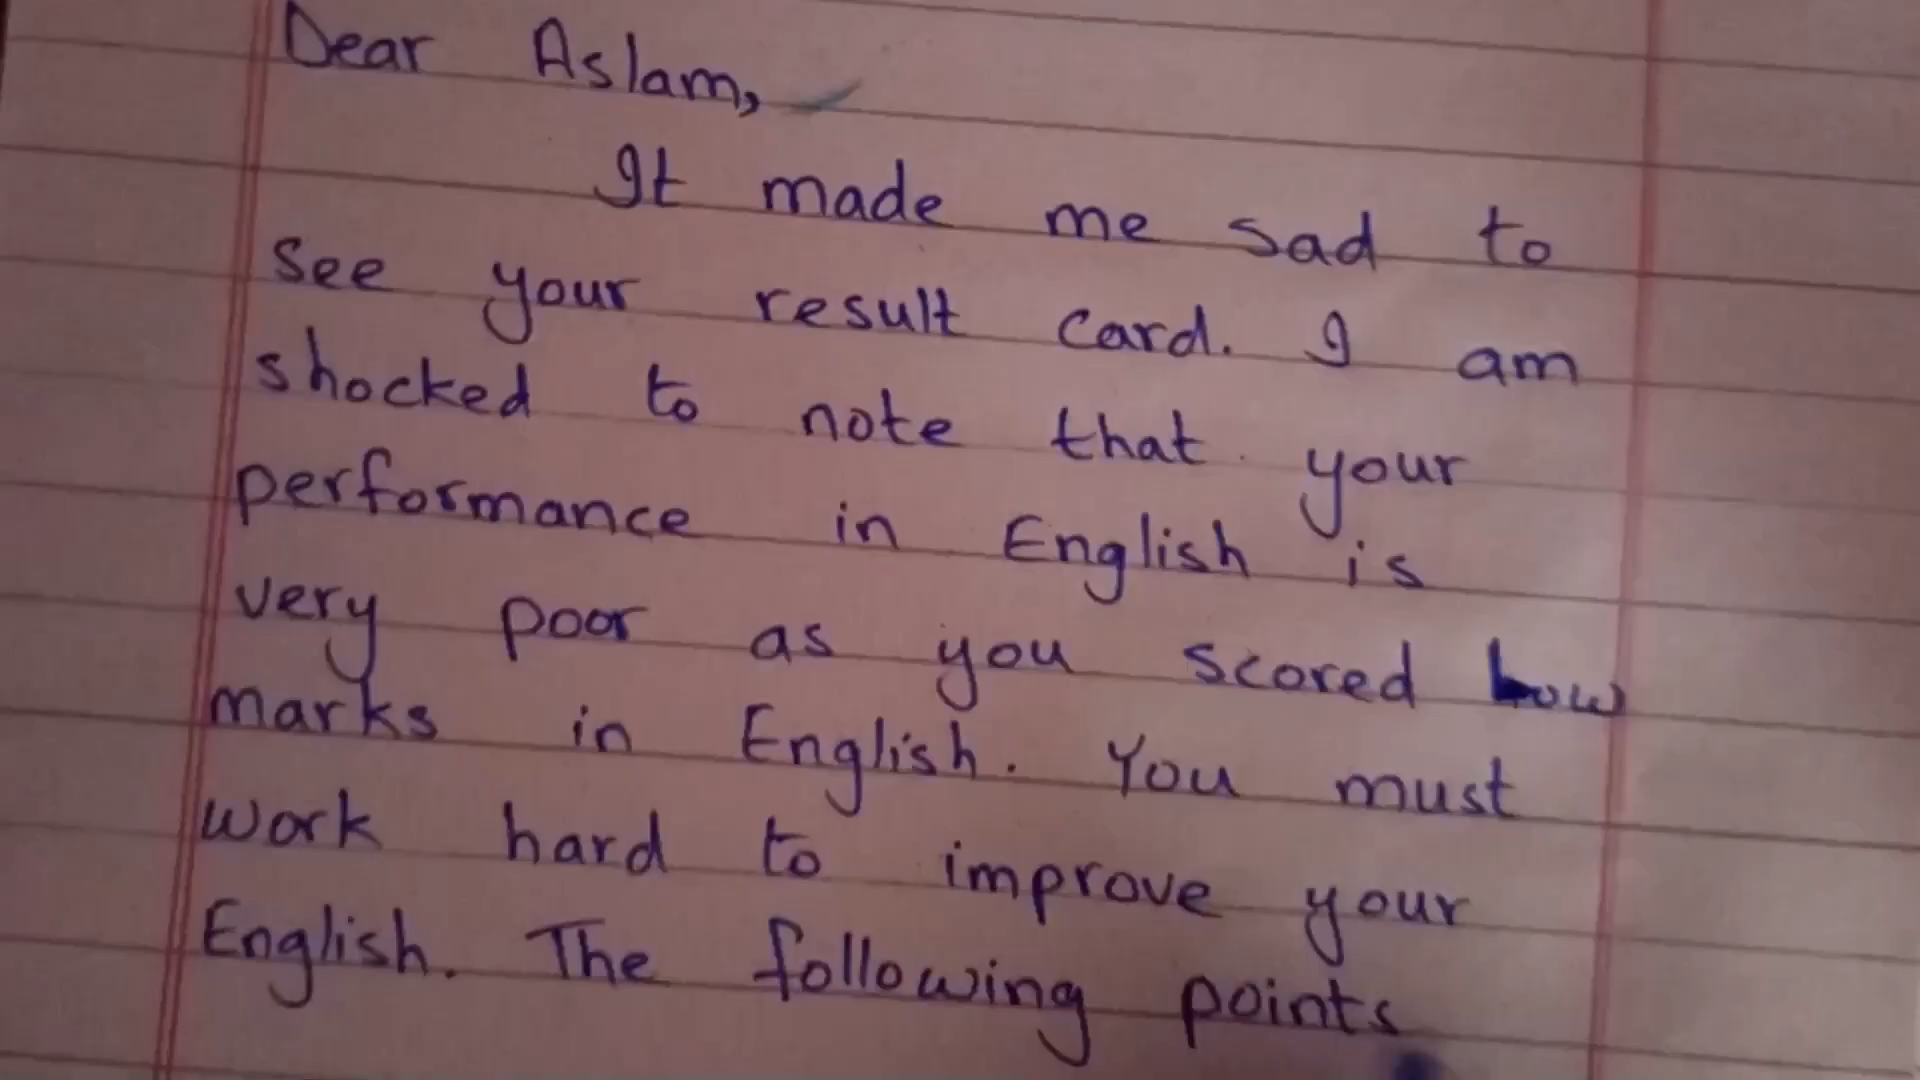 Dear Aslam,
It made me sad to
see your result card. I am
shocked to note that your
performance in English is
very poor as you scored low
marks in English. You must
work hard to improve your
English. The following points